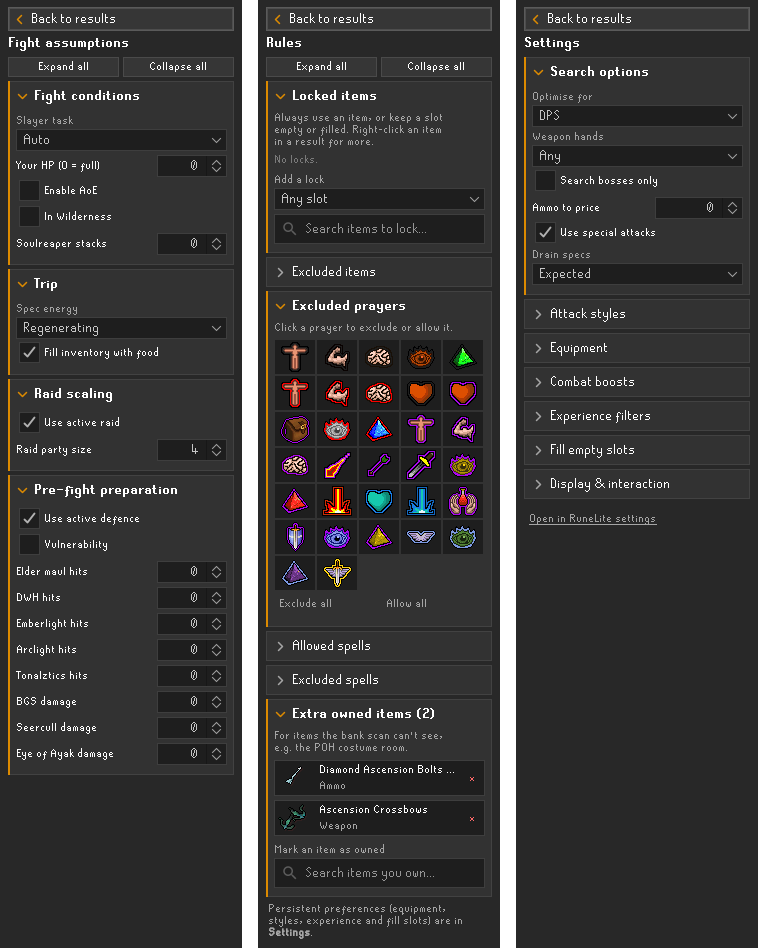 Back to results
Fight assumptions
Expand all
Collapse all
Fight conditions
Slayer task
Auto
Your HP (0 = full)
0
Enable AoE
In Wilderness
Soulreaper stacks
0
Trip
Spec energy
Regenerating
Fill inventory with food
Raid scaling
Use active raid
Raid party size
4
Pre-fight preparation
Use active defence
Vulnerability
Elder maul hits
0
DWH hits
0
Emberlight hits
0
Arclight hits
0
Tonalztics hits
0
BGS damage
0
Seercull damage
0
Eye of Ayak damage
0
Back to results
Rules
Expand all
Collapse all
Locked items
Always use an item, or keep a slot
empty or filled. Right-click an item
in a result for more.
No locks.
Add a lock
Any slot
Search items to lock...
Excluded items
Excluded prayers
Click a prayer to exclude or allow it.
Exclude all
Allow all
Allowed spells
Excluded spells
Extra owned items (2)
For items the bank scan can't see,
e.g. the POH costume room.
Diamond Ascension Bolts ...
Ammo
×
Ascension Crossbows
Weapon
×
Mark an item as owned
Search items you own...
Persistent preferences (equipment,
styles, experience and fill slots) are in
Settings.
Back to results
Settings
Search options
Optimise for
DPS
Weapon hands
Any
Search bosses only
Ammo to price
0
Use special attacks
Drain specs
Expected
Attack styles
Equipment
Combat boosts
Experience filters
Fill empty slots
Display & interaction
Open in RuneLite settings